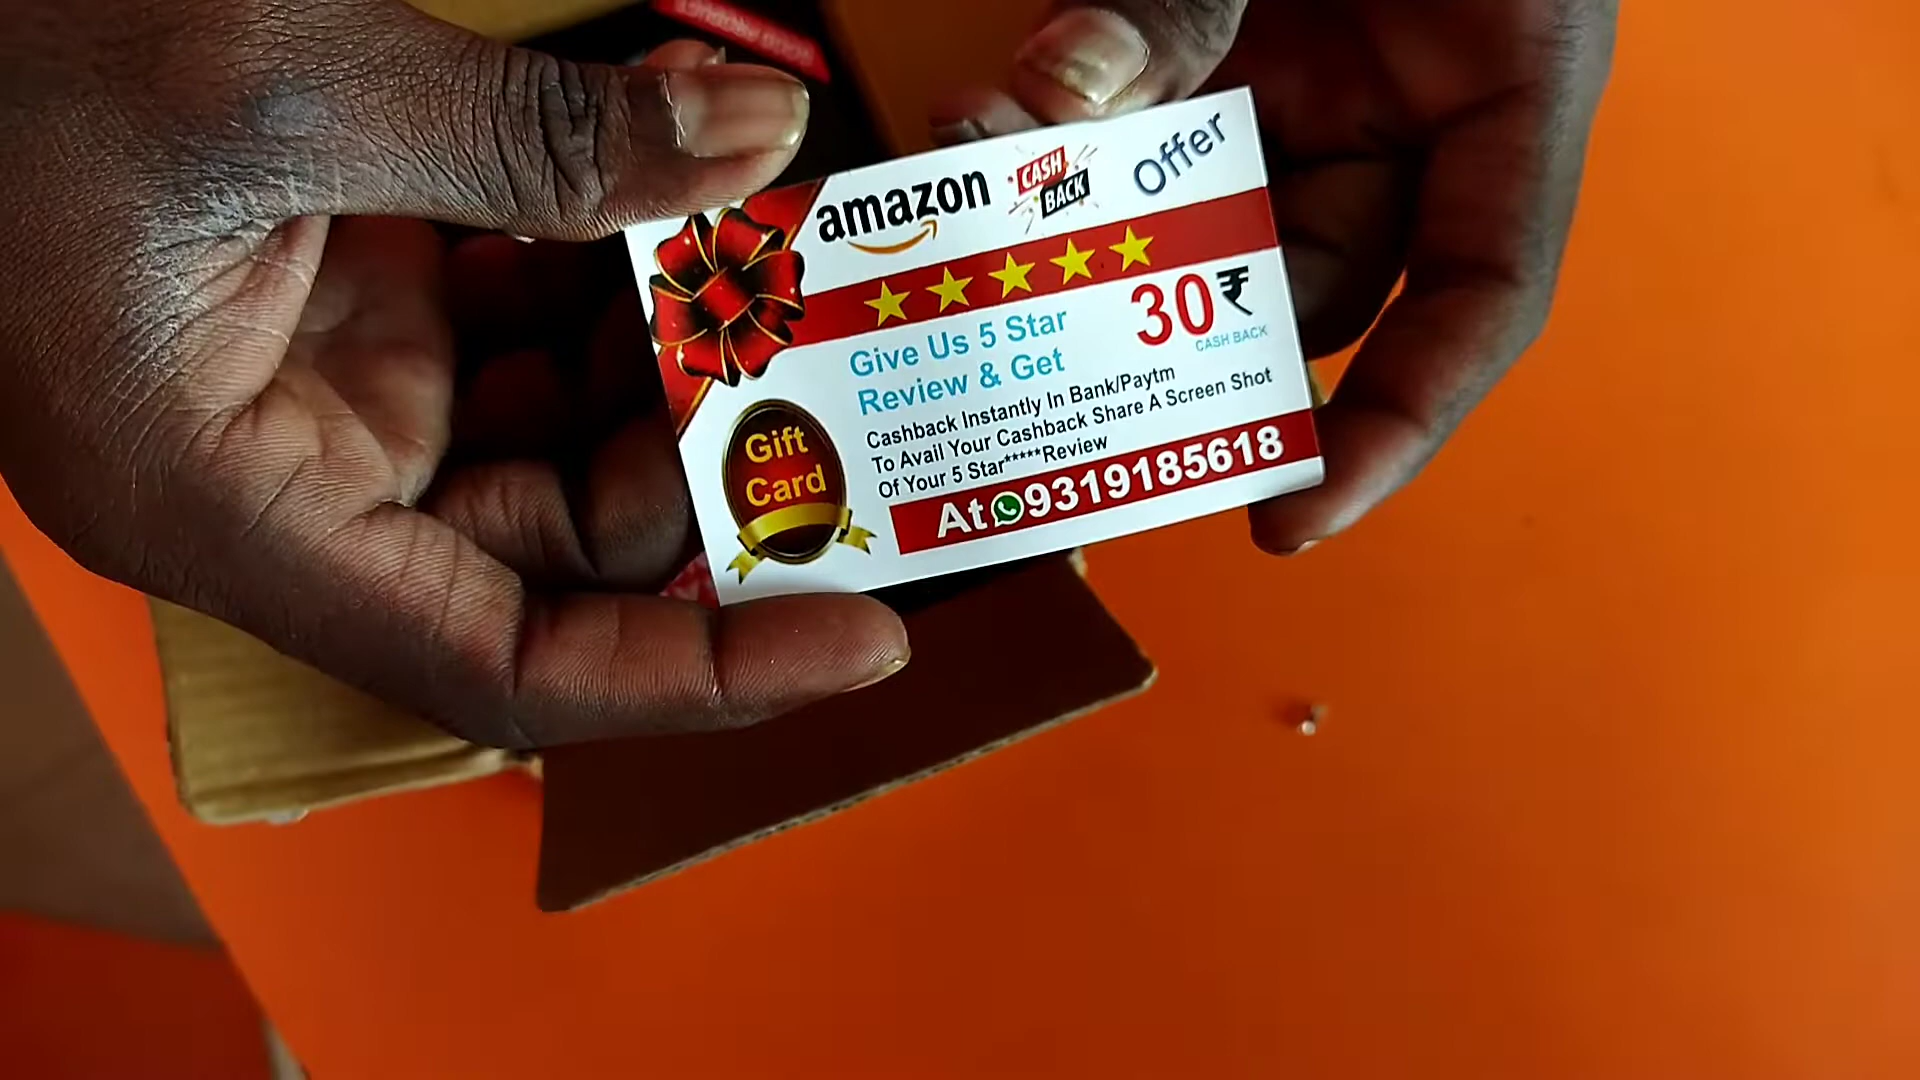 amazon
CASH
BACK
Offer
Give Us 5 Star
Review & Get
30₹
CASH BACK
Cashback Instantly In Bank/Paytm
To Avail Your Cashback Share A Screen Shot
Of Your 5 Star*****Review
At 9319185618
Gift
Card